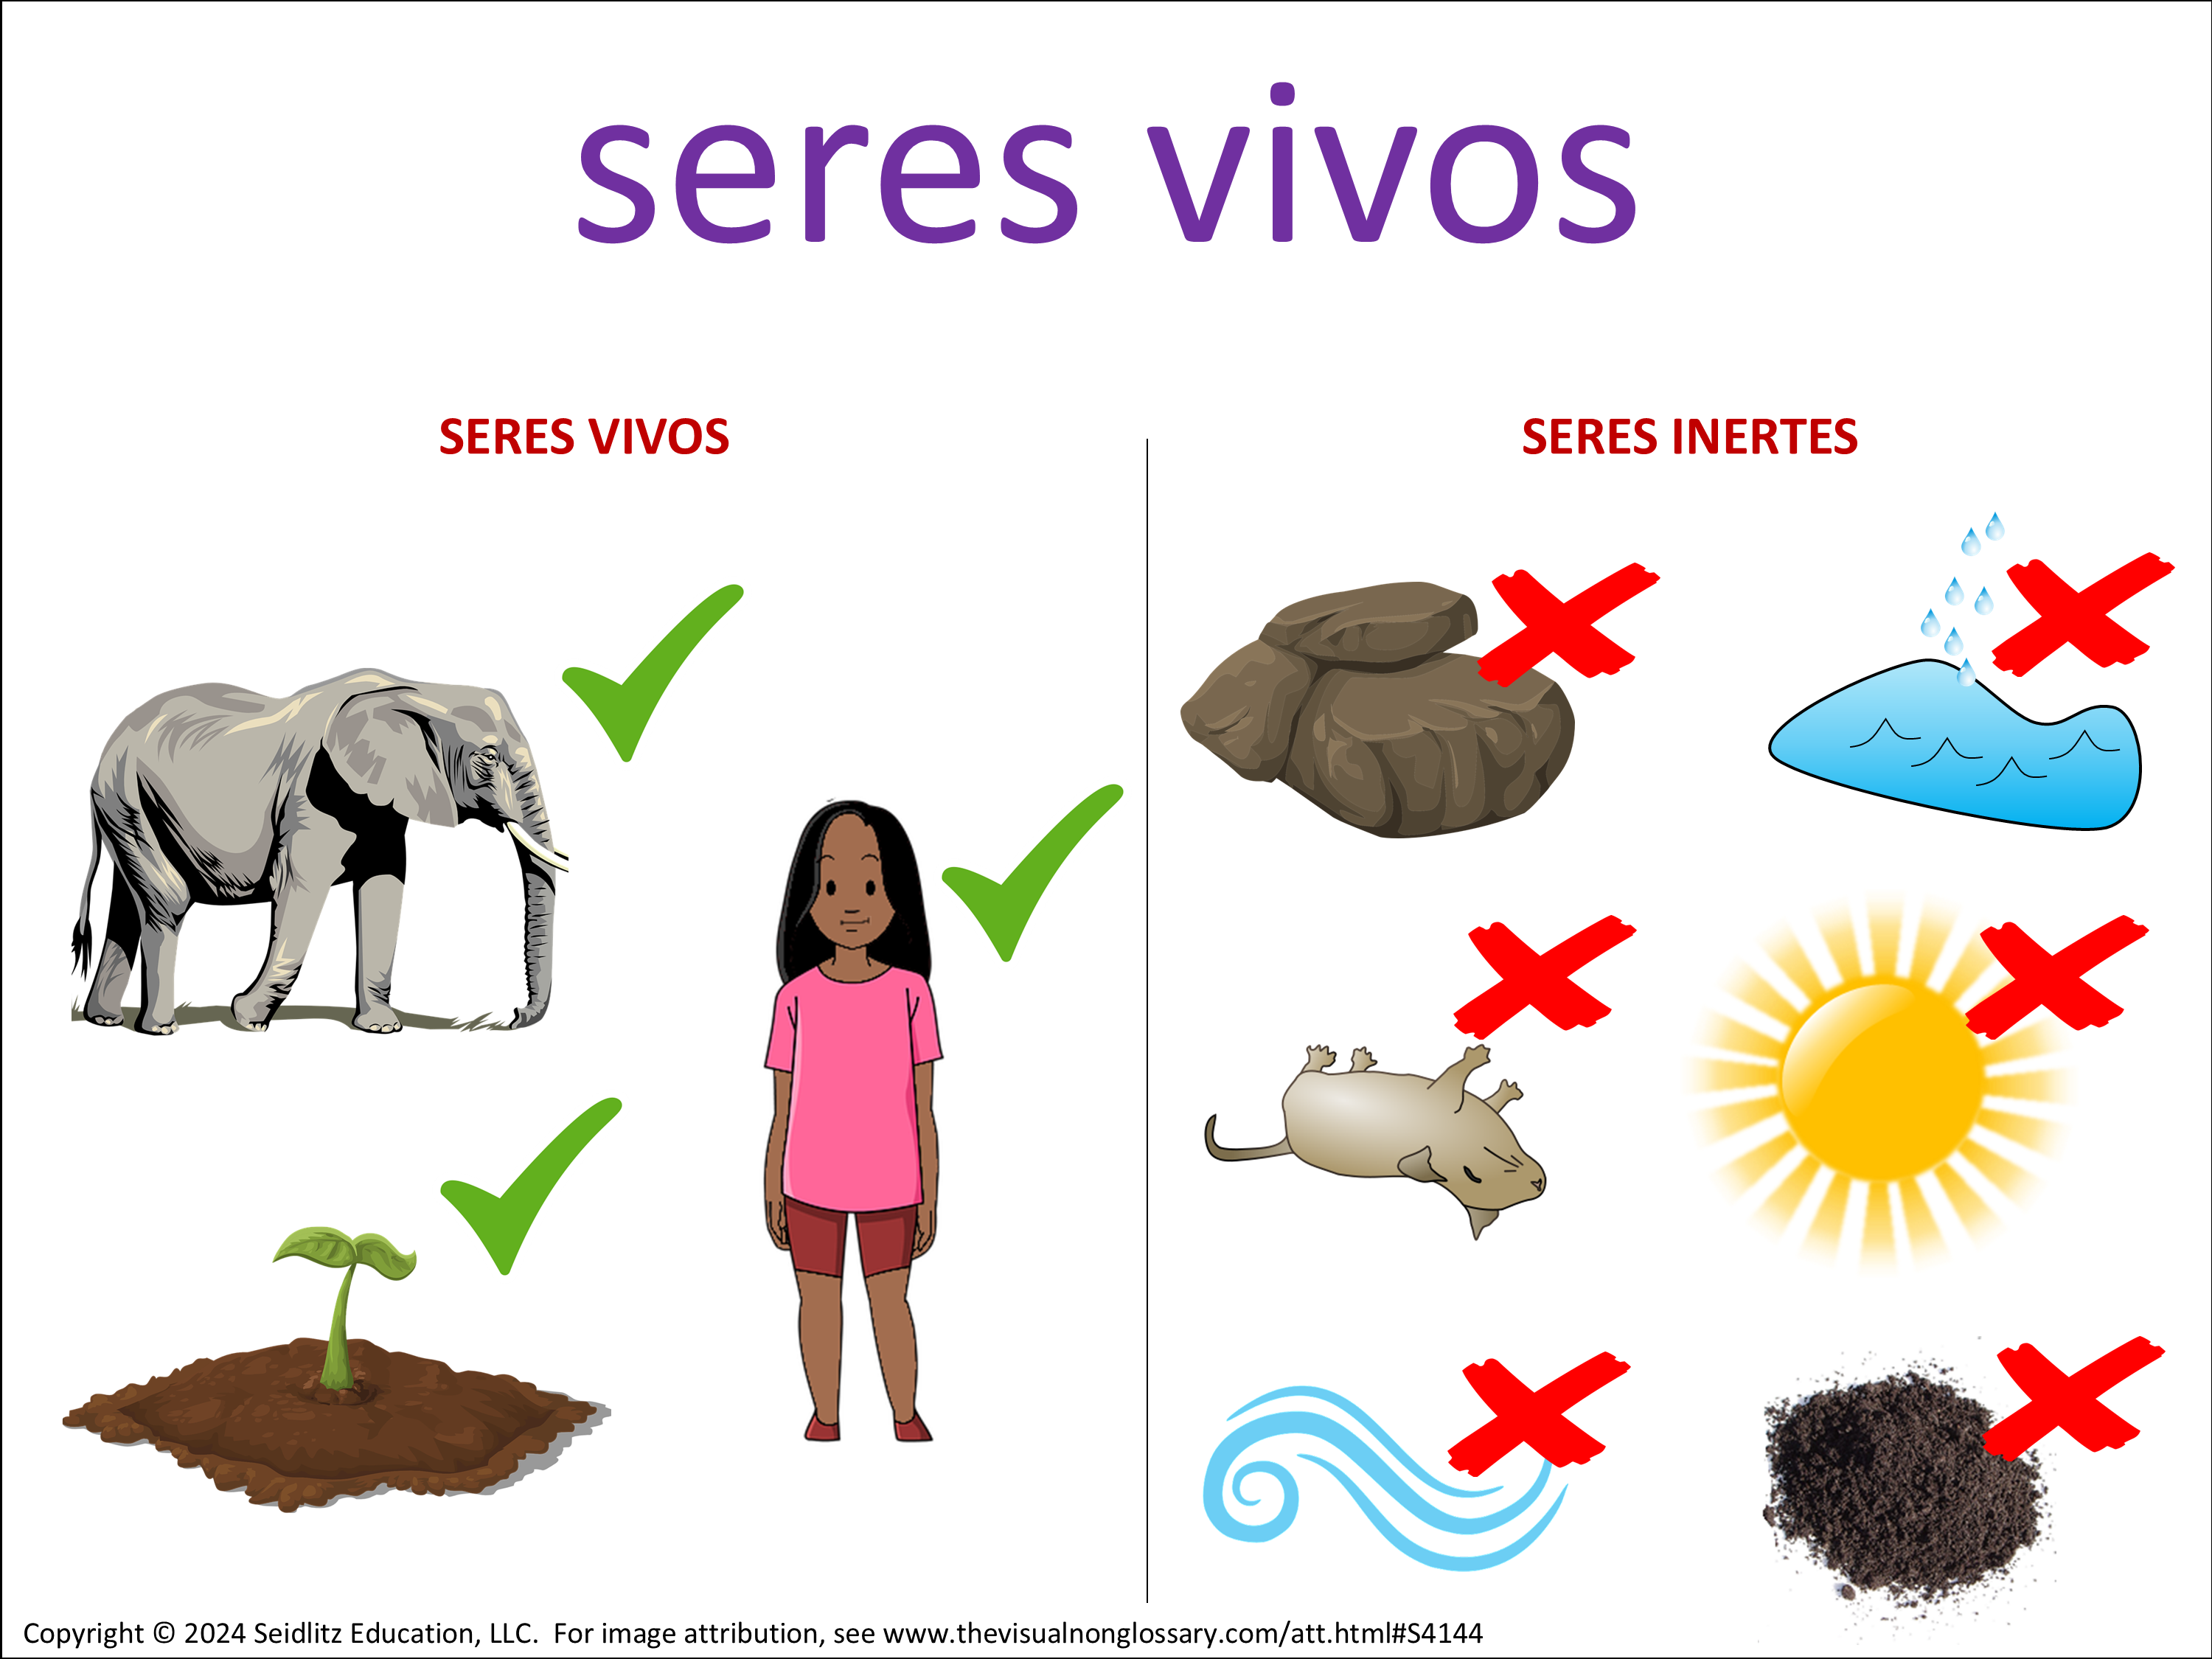 seres vivos
SERES VIVOS
SERES INERTES
Copyright © 2024 Seidlitz Education, LLC.  For image attribution, see www.thevisualnonglossary.com/att.html#S4144